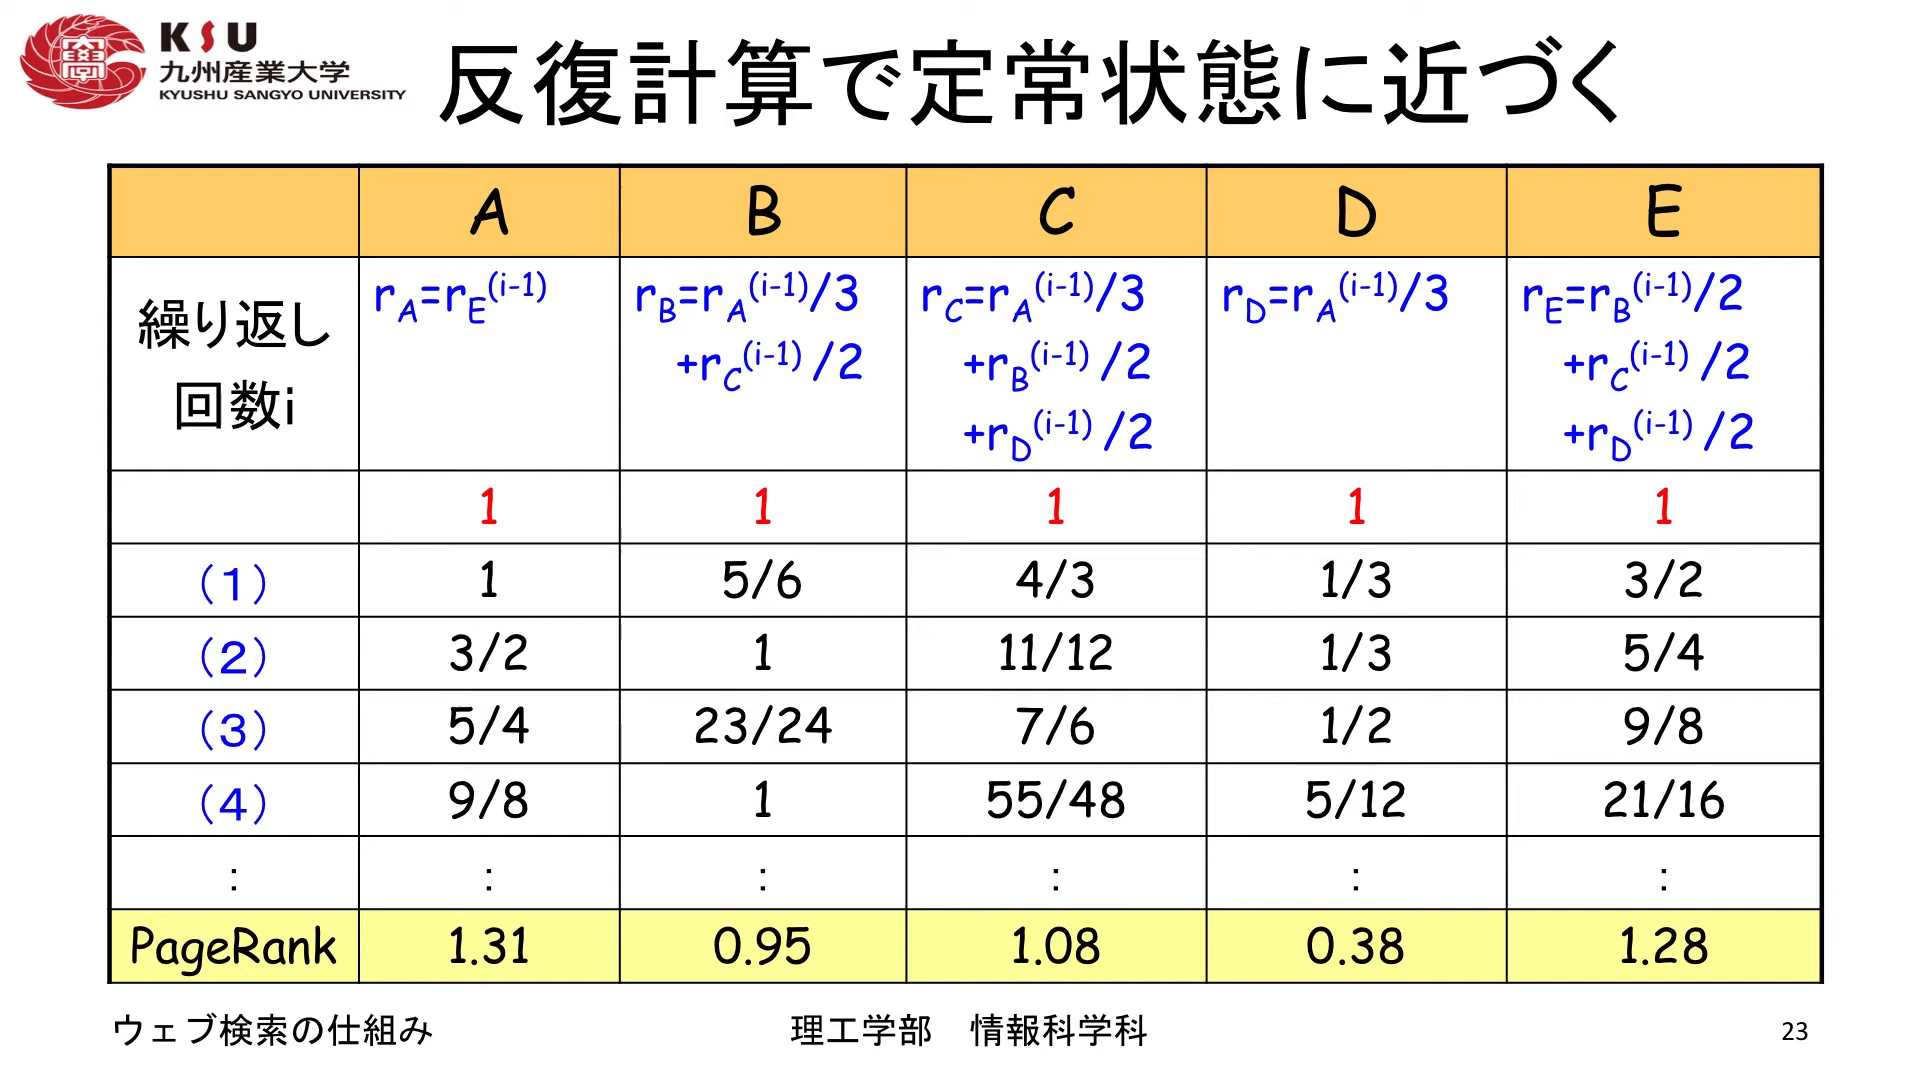 KSU
九州産業大学
KYUSHU SANGYO UNIVERSITY
反復計算で定常状態に近づく
A B C D E
繰り返し
回数i
rA=rE(i-1)
rB=rA(i-1)/3
+rC(i-1) /2
rC=rA(i-1)/3
+rB(i-1) /2
+rD(i-1) /2
rD=rA(i-1)/3
rE=rB(i-1)/2
+rC(i-1) /2
+rD(i-1) /2
1 1 1 1 1
（1） 1 5/6 4/3 1/3 3/2
（2） 3/2 1 11/12 1/3 5/4
（3） 5/4 23/24 7/6 1/2 9/8
（4） 9/8 1 55/48 5/12 21/16
: : : : : :
PageRank 1.31 0.95 1.08 0.38 1.28
ウェブ検索の仕組み
理工学部　情報科学科
23